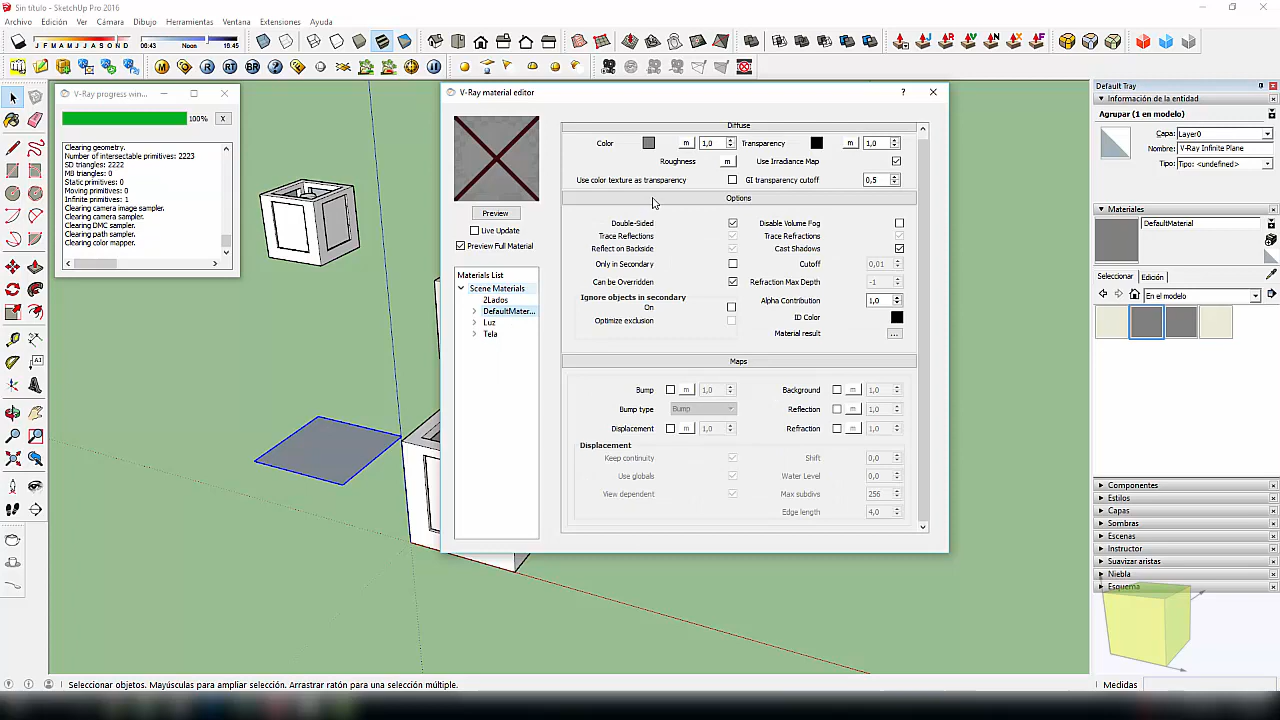 Sin titulo - SketchUp Pro 2016
Archivo Edición Ver Cámara Dibujo Herramientas Ventana Extensiones Ayuda
J F M A M J J A S O N D 06:43 Noon 16:45
V-Ray progress win...
100% X
Clearing geometry.
Number of intersectable primitives: 2223
SD triangles: 2222
MB triangles: 0
Static primitives: 0
Moving primitives: 0
Infinite primitives: 1
Clearing camera image sampler.
Clearing camera sampler.
Clearing DMC sampler.
Clearing path sampler.
Clearing color mapper.
V-Ray material editor
Preview
Live Update
Preview Full Material
Materials List
Scene Materials
2Lados
DefaultMater...
Luz
Tela
Diffuse
Color m 1,0 Transparency m 1,0
Roughness m Use Irradiance Map
Use color texture as transparency GI transparency cutoff 0,5
Options
Double-Sided Disable Volume Fog
Trace Reflections Trace Refractions
Reflect on Backside Cast Shadows
Only in Secondary Cutoff 0,01
Can be Overridden Refraction Max Depth -1
Ignore objects in secondary
On
Alpha Contribution 1,0
Optimize exclusion
ID Color
Material result ...
Maps
Bump m 1,0 Background m 1,0
Bump type Bump Reflection m 1,0
Displacement m 1,0 Refraction m 1,0
Displacement
Keep continuity Shift 0,0
Use globals Water Level 0,0
View dependent Max subdivs 256
Edge length 4,0
Default Tray
Información de la entidad
Agrupar (1 en modelo)
Capa: Layer0
Nombre: V-Ray Infinite Plane
Tipo: Tipo: <undefined>
Materiales
DefaultMaterial
Seleccionar Edición
En el modelo
Componentes
Estilos
Capas
Sombras
Escenas
Instructor
Suavizar aristas
Niebla
Esquema
Seleccionar objetos. Mayúsculas para ampliar selección. Arrastrar ratón para una selección múltiple.
Medidas